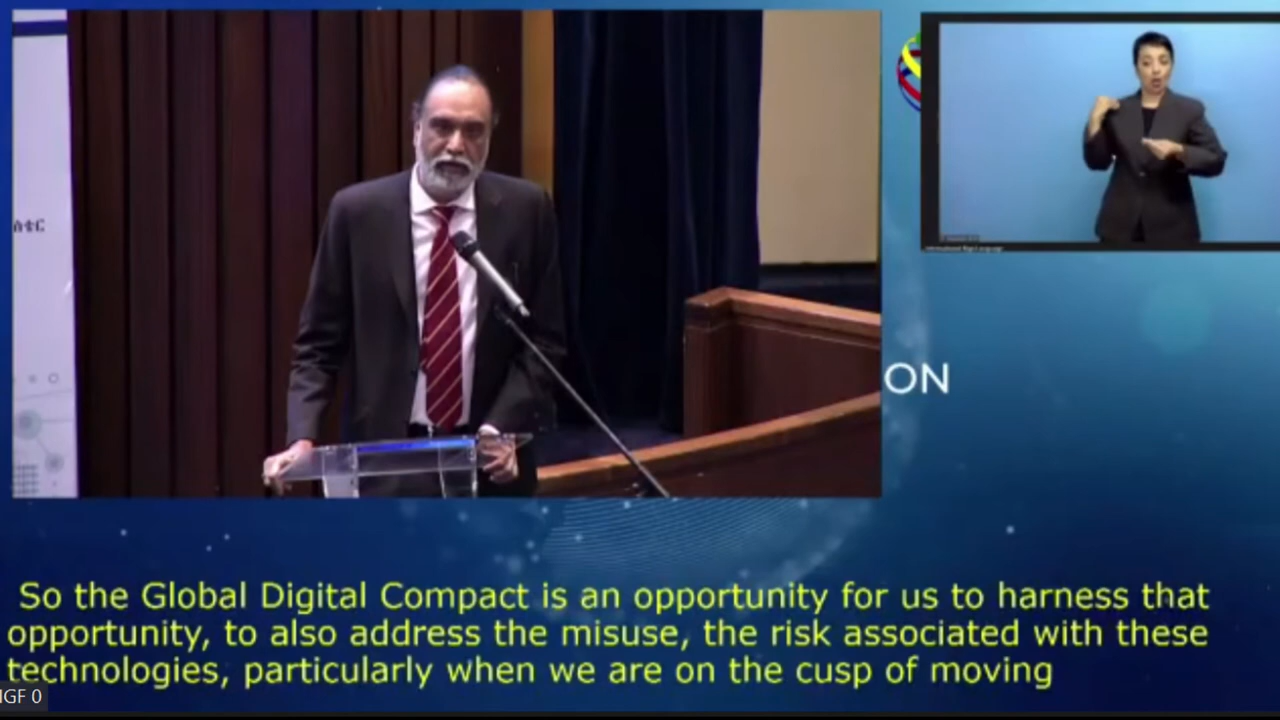 ON
So the Global Digital Compact is an opportunity for us to harness that
opportunity, to also address the misuse, the risk associated with these
technologies, particularly when we are on the cusp of moving
IGF 0